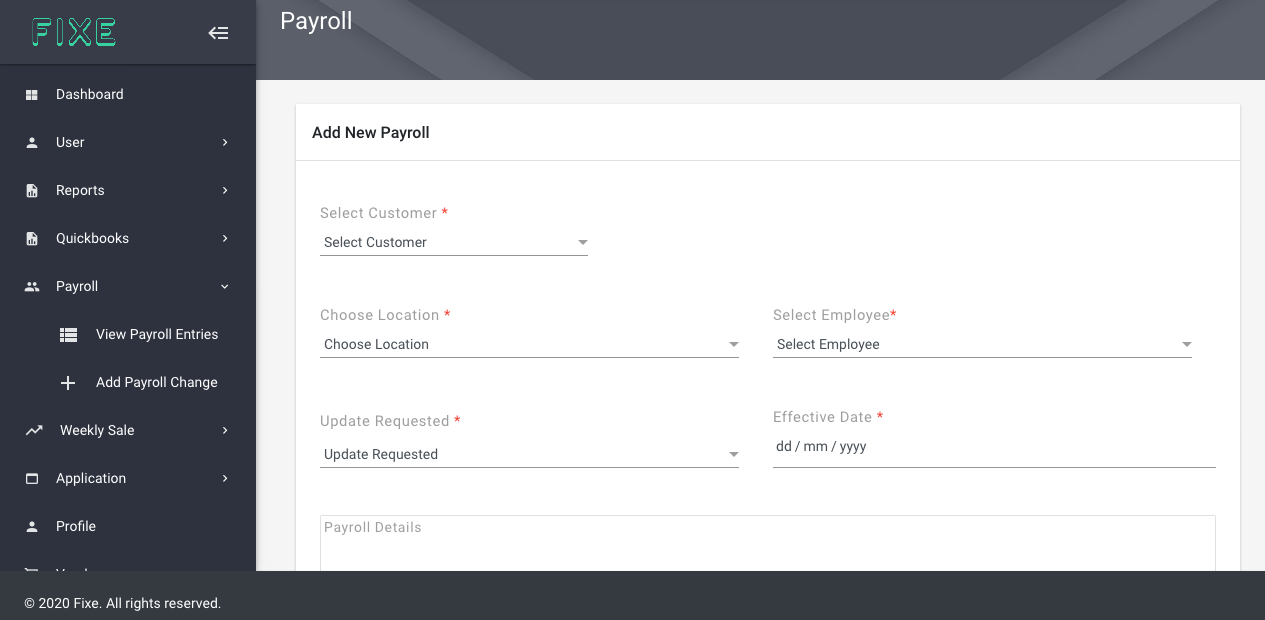 FIXE
Payroll
Dashboard
User
Reports
Quickbooks
Payroll
View Payroll Entries
Add Payroll Change
Weekly Sale
Application
Profile
Add New Payroll
Select Customer *
Select Customer
Choose Location *
Choose Location
Select Employee*
Select Employee
Update Requested *
Update Requested
Effective Date *
dd / mm / yyyy
Payroll Details
© 2020 Fixe. All rights reserved.